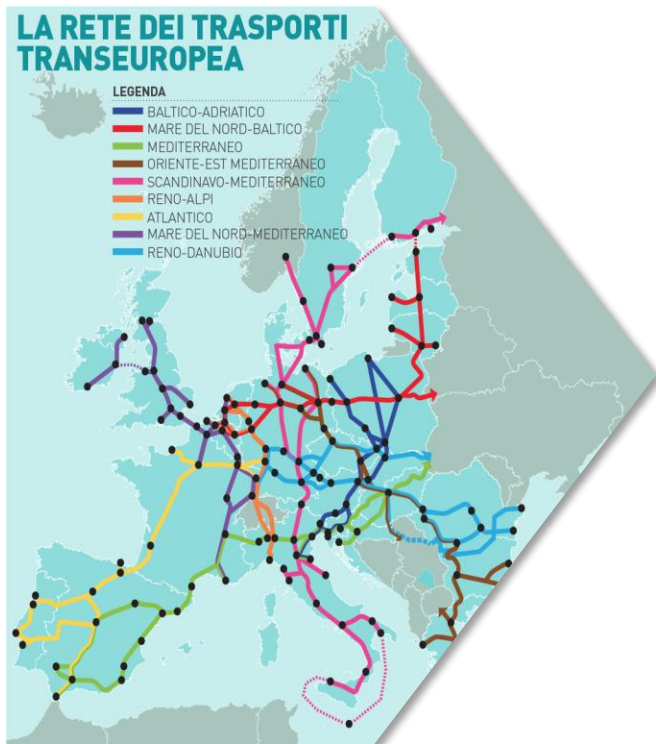 LA RETE DEI TRASPORTI
TRANSEUROPEA
LEGENDA
BALTICO-ADRIATICO
MARE DEL NORD-BALTICO
MEDITERRANEO
ORIENTE-EST MEDITERRANEO
SCANDINAVO-MEDITERRANEO
RENO-ALPI
ATLANTICO
MARE DEL NORD-MEDITERRANEO
RENO-DANUBIO